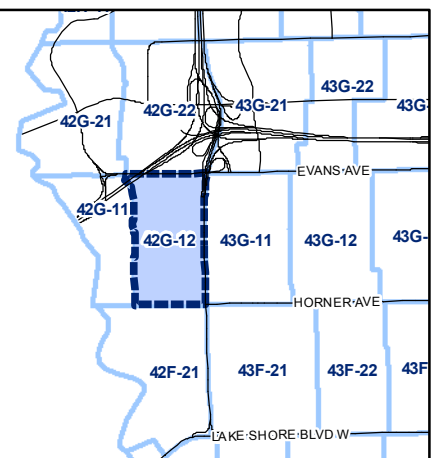 43G-22
42G-22
43G-21
43G-
42G-21
EVANS AVE
42G-11
42G-12
43G-11
43G-12
43G-
HORNER AVE
42F-21
43F-21
43F-22
43F
LAKE SHORE BLVD W